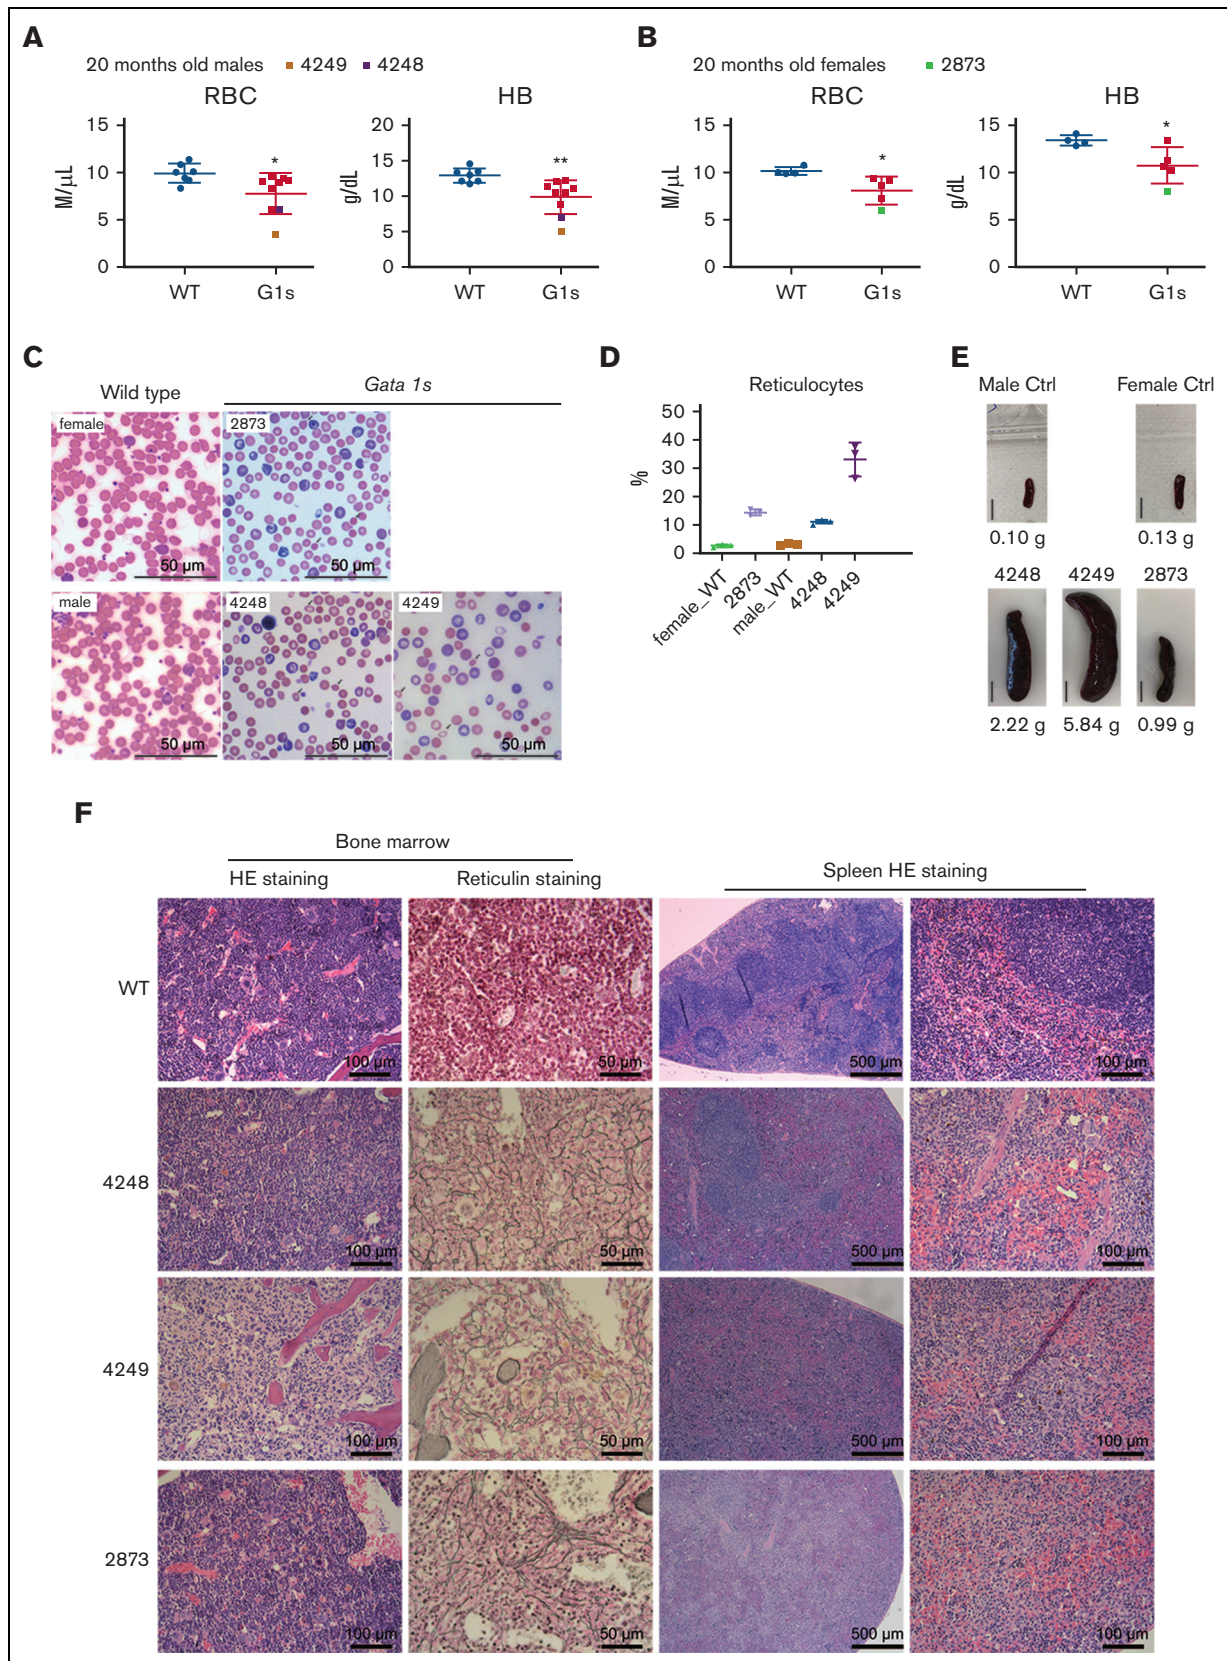 A
20 months old males 4249 4248
RBC
HB
M/µL
15
10
5
0
*
WT G1s
g/dL
20
15
10
5
0
**
WT G1s
B
20 months old females 2873
RBC
HB
M/µL
15
10
5
0
*
WT G1s
g/dL
15
10
5
0
*
WT G1s
C
Wild type
Gata 1s
female
50 µm
2873
50 µm
male
50 µm
4248
50 µm
4249
50 µm
D
Reticulocytes
%
50
40
30
20
10
0
female_WT
2873
male_WT
4248
4249
E
Male Ctrl Female Ctrl
0.10 g 0.13 g
4248 4249 2873
2.22 g 5.84 g 0.99 g
F
Bone marrow
HE staining Reticulin staining
Spleen HE staining
WT
100 µm 50 µm 500 µm 100 µm
4248
100 µm 50 µm 500 µm 100 µm
4249
100 µm 50 µm 500 µm 100 µm
2873
100 µm 50 µm 500 µm 100 µm